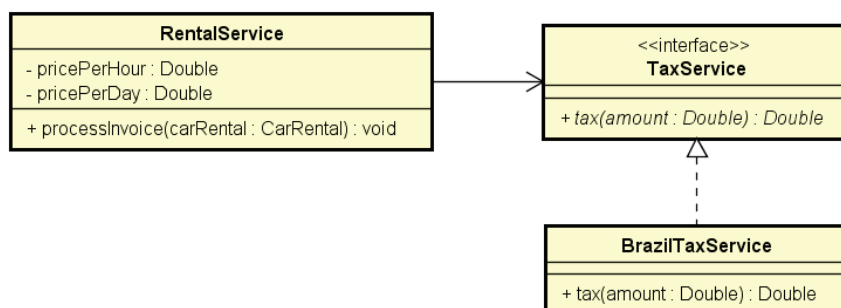 RentalService
- pricePerHour : Double
- pricePerDay : Double
+ processInvoice(carRental : CarRental) : void
<<interface>>
TaxService
+ tax(amount : Double) : Double
BrazilTaxService
+ tax(amount : Double) : Double